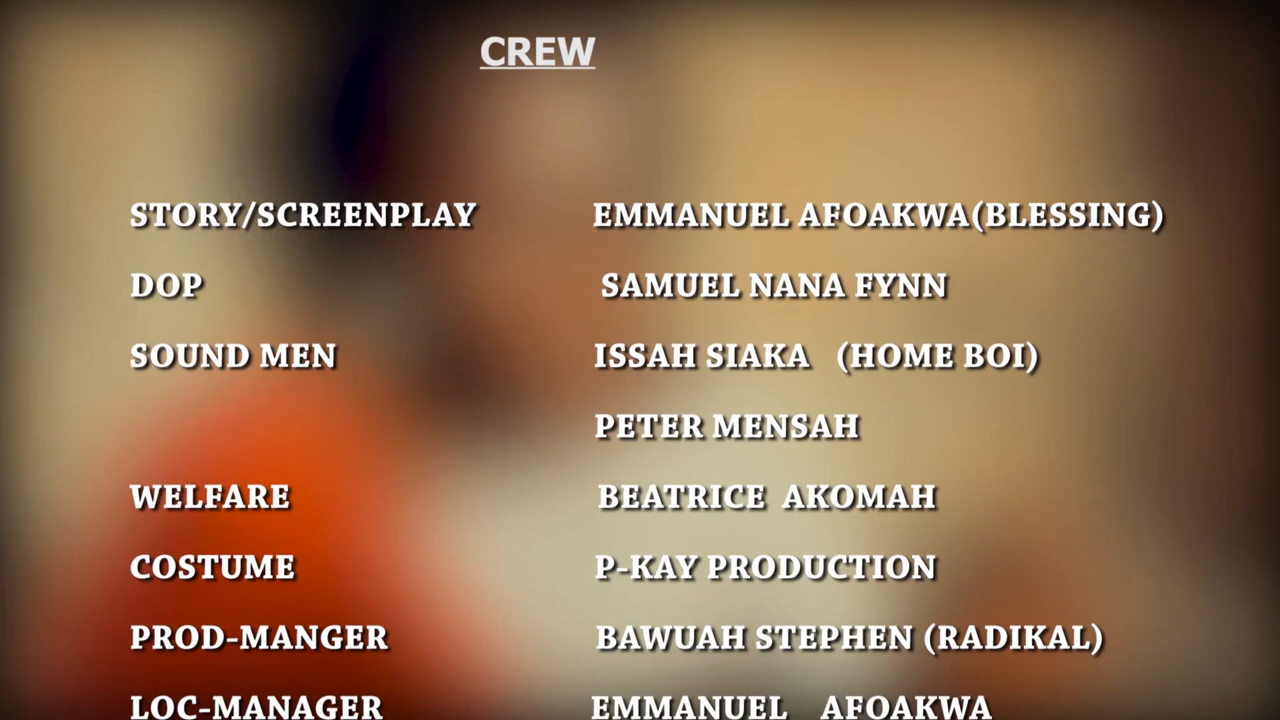 CREW
STORY/SCREENPLAY EMMANUEL AFOAKWA(BLESSING)
DOP SAMUEL NANA FYNN
SOUND MEN ISSAH SIAKA (HOME BOI)
PETER MENSAH
WELFARE BEATRICE AKOMAH
COSTUME P-KAY PRODUCTION
PROD-MANGER BAWUAH STEPHEN (RADIKAL)
LOC-MANAGER EMMANUEL AFOAKWA